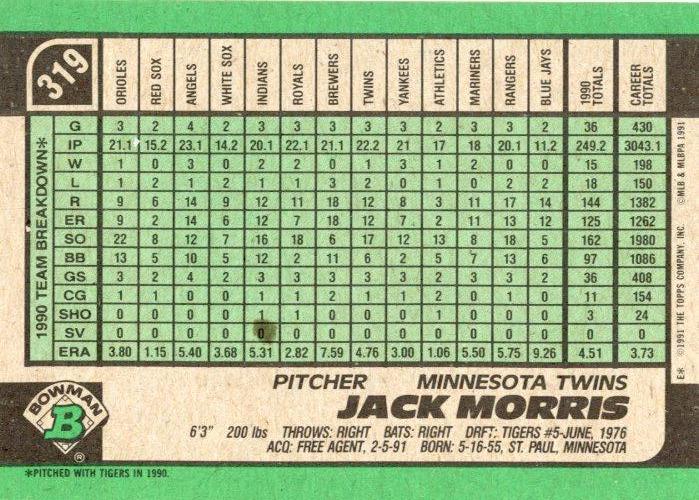 319
ORIOLES RED SOX ANGELS WHITE SOX INDIANS ROYALS BREWERS TWINS YANKEES ATHLETICS MARINERS RANGERS BLUE JAYS 1990 TOTALS CAREER TOTALS
1990 TEAM BREAKDOWN*
G 3 2 4 2 3 3 3 3 3 2 3 3 2 36 430
IP 21.1 15.2 23.1 14.2 20.1 22.1 21.1 22.2 21 17 18 20.1 11.2 249.2 3043.1
W 1 0 3 0 2 2 0 1 3 1 2 0 0 15 198
L 1 2 1 2 1 1 3 2 0 1 0 2 2 18 150
R 9 6 14 9 12 11 18 12 8 3 11 17 14 144 1382
ER 9 2 14 6 12 7 18 12 7 2 11 13 12 125 1262
SO 22 8 12 7 16 18 6 17 12 13 8 18 5 162 1980
BB 13 5 10 5 12 2 11 6 2 5 7 13 6 97 1086
GS 3 2 4 2 3 3 3 3 3 2 3 3 2 36 408
CG 1 1 0 0 1 1 2 1 1 1 2 0 0 11 154
SHO 0 0 0 0 1 1 0 0 0 1 0 0 0 3 24
SV 0 0 0 0 0 0 0 0 0 0 0 0 0 0 0
ERA 3.80 1.15 5.40 3.68 5.31 2.82 7.59 4.76 3.00 1.06 5.50 5.75 9.26 4.51 3.73
E* ©1991 THE TOPPS COMPANY, INC. ©MLB & MLBPA 1991
PITCHER MINNESOTA TWINS
JACK MORRIS
BOWMAN
B
®
6'3" 200 lbs THROWS: RIGHT BATS: RIGHT DRFT: TIGERS #5-JUNE, 1976
ACQ: FREE AGENT, 2-5-91 BORN: 5-16-55, ST. PAUL, MINNESOTA
*PITCHED WITH TIGERS IN 1990.